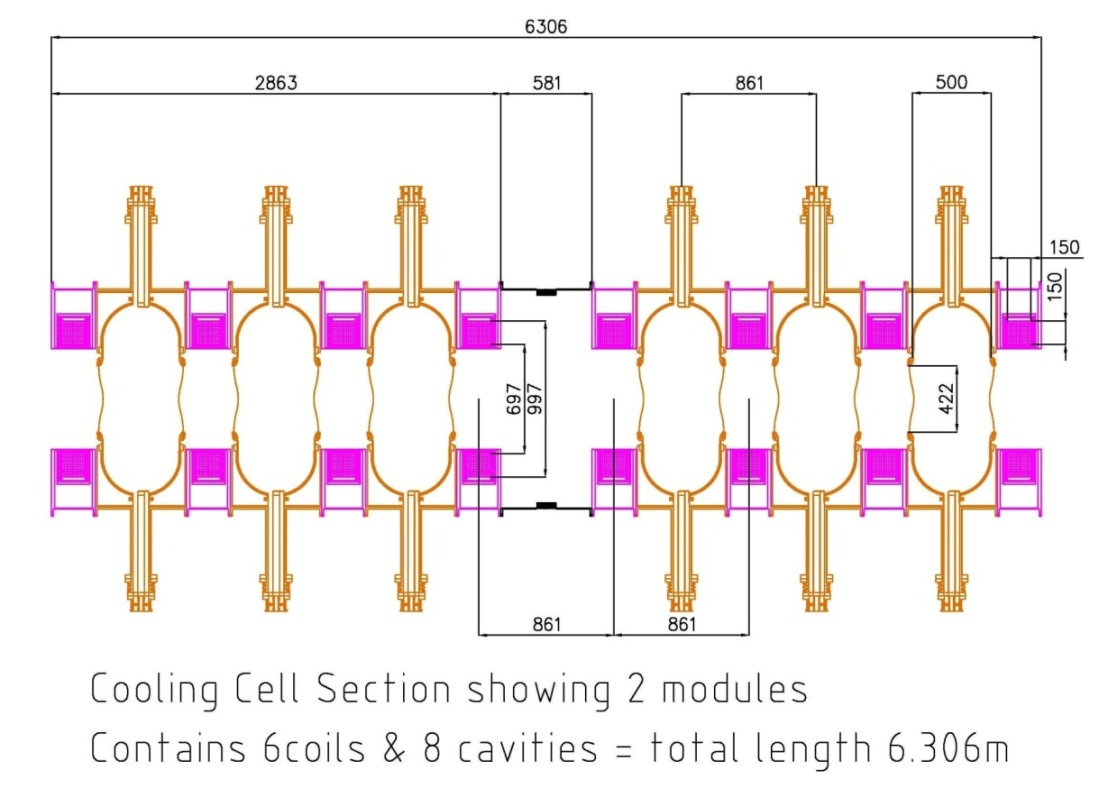 6306
2863 581 861 500
150
150
697
997
422
861 861
Cooling Cell Section showing 2 modules
Contains 6coils & 8 cavities = total length 6.306m